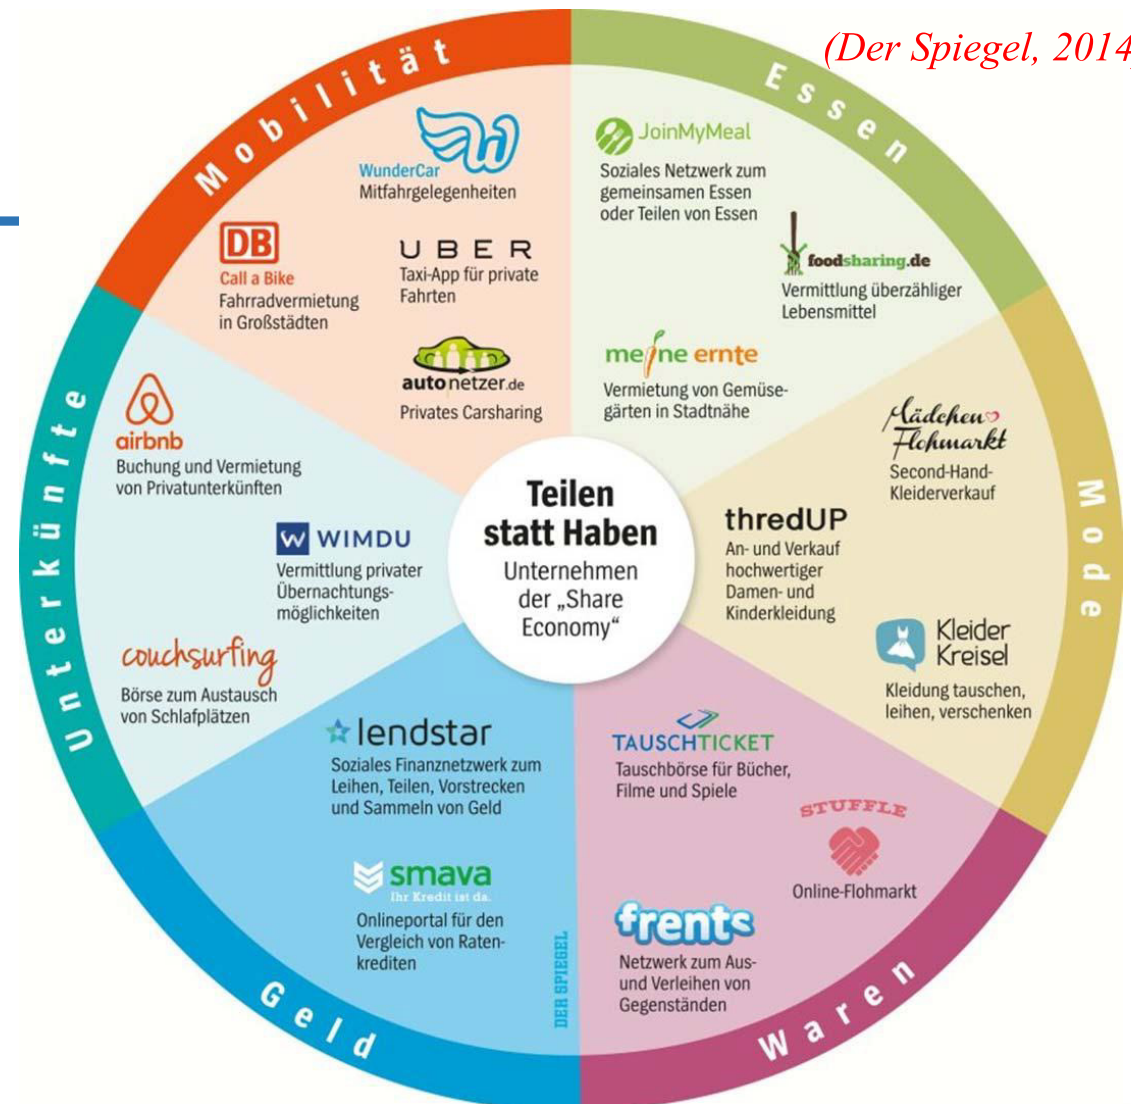 (Der Spiegel, 2014
Mobilität
WunderCar
Mitfahrgelegenheiten
DB
Call a Bike
Fahrradvermietung
in Großstädten
UBER
Taxi-App für private
Fahrten
autonetzer.de
Privates Carsharing
Essen
JoinMyMeal
Soziales Netzwerk zum
gemeinsamen Essen
oder Teilen von Essen
foodsharing.de
Vermittlung überzähliger
Lebensmittel
meine ernte
Vermietung von Gemüse-
gärten in Stadtnähe
Mode
Mädchen
Flohmarkt
Second-Hand-
Kleiderverkauf
thredUP
An- und Verkauf
hochwertiger
Damen- und
Kinderkleidung
Kleider
Kreisel
Kleidung tauschen,
leihen, verschenken
Waren
TAUSCHTICKET
Tauschbörse für Bücher,
Filme und Spiele
STUFFLE
Online-Flohmarkt
frents
Netzwerk zum Aus-
und Verleihen von
Gegenständen
Geld
lendstar
Soziales Finanznetzwerk zum
Leihen, Teilen, Vorstrecken
und Sammeln von Geld
smava
Ihr Kredit ist da.
Onlineportal für den
Vergleich von Raten-
krediten
DER SPIEGEL
Unterkünfte
airbnb
Buchung und Vermietung
von Privatunterkünften
W WIMDU
Vermittlung privater
Übernachtungs-
möglichkeiten
couchsurfing
Börse zum Austausch
von Schlafplätzen
Teilen
statt Haben
Unternehmen
der „Share
Economy“